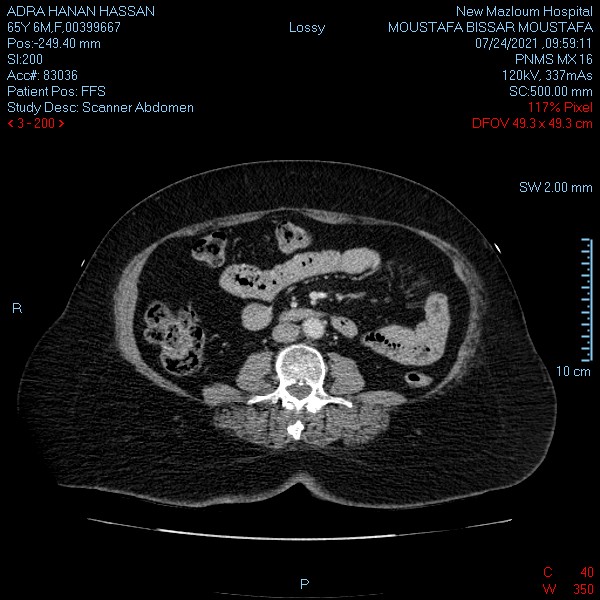 ADRA HANAN HASSAN
65Y 6M,F,00399667
Pos:-249.40 mm
SI:200
Acc#: 83036
Patient Pos: FFS
Study Desc: Scanner Abdomen
< 3 - 200 >
Lossy
New Mazloum Hospital
MOUSTAFA BISSAR MOUSTAFA
07/24/2021 ,09:59:11
PNMS MX 16
120kV, 337mAs
SC:500.00 mm
117% Pixel
DFOV 49.3 x 49.3 cm
SW 2.00 mm
R
10 cm
P
C 40
W 350